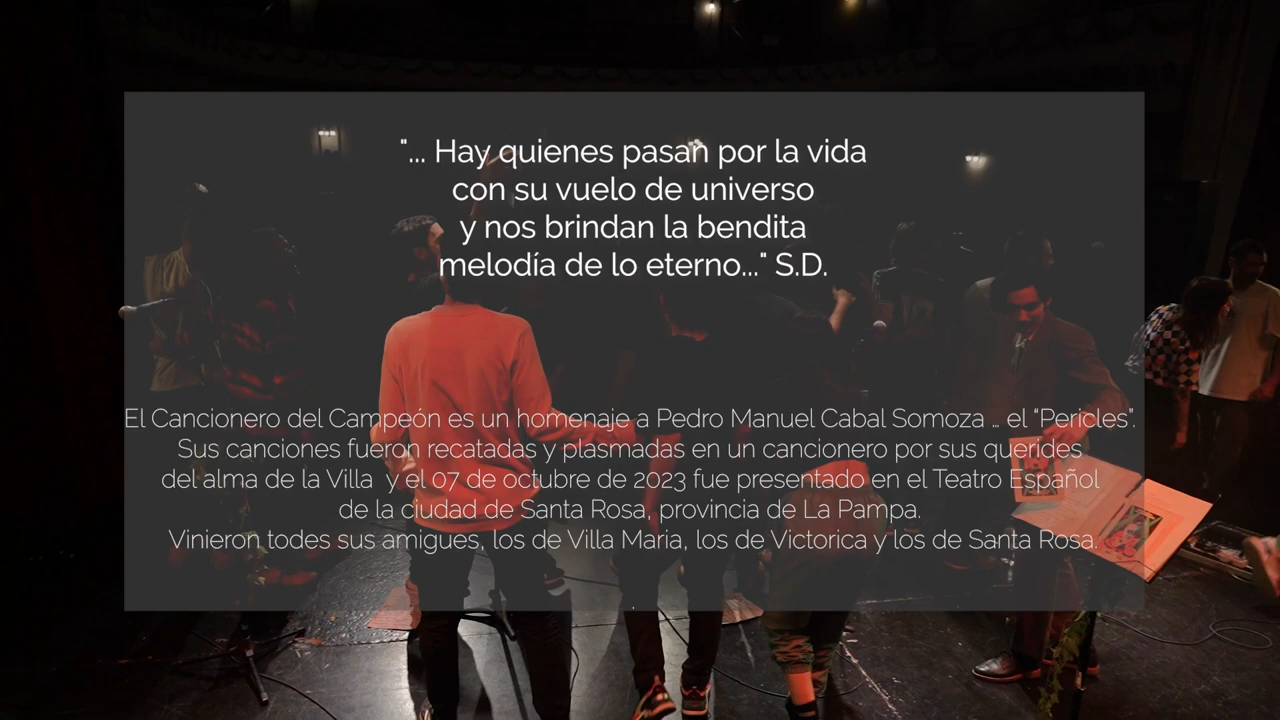 "... Hay quienes pasan por la vida
con su vuelo de universo
y nos brindan la bendita
melodía de lo eterno..." S.D.
El Cancionero del Campeón es un homenaje a Pedro Manuel Cabal Somoza ... el “Pericles”.
Sus canciones fueron recatadas y plasmadas en un cancionero por sus querides
del alma de la Villa y el 07 de octubre de 2023 fue presentado en el Teatro Español
de la ciudad de Santa Rosa, provincia de La Pampa.
Vinieron todes sus amigues, los de Villa Maria, los de Victorica y los de Santa Rosa.